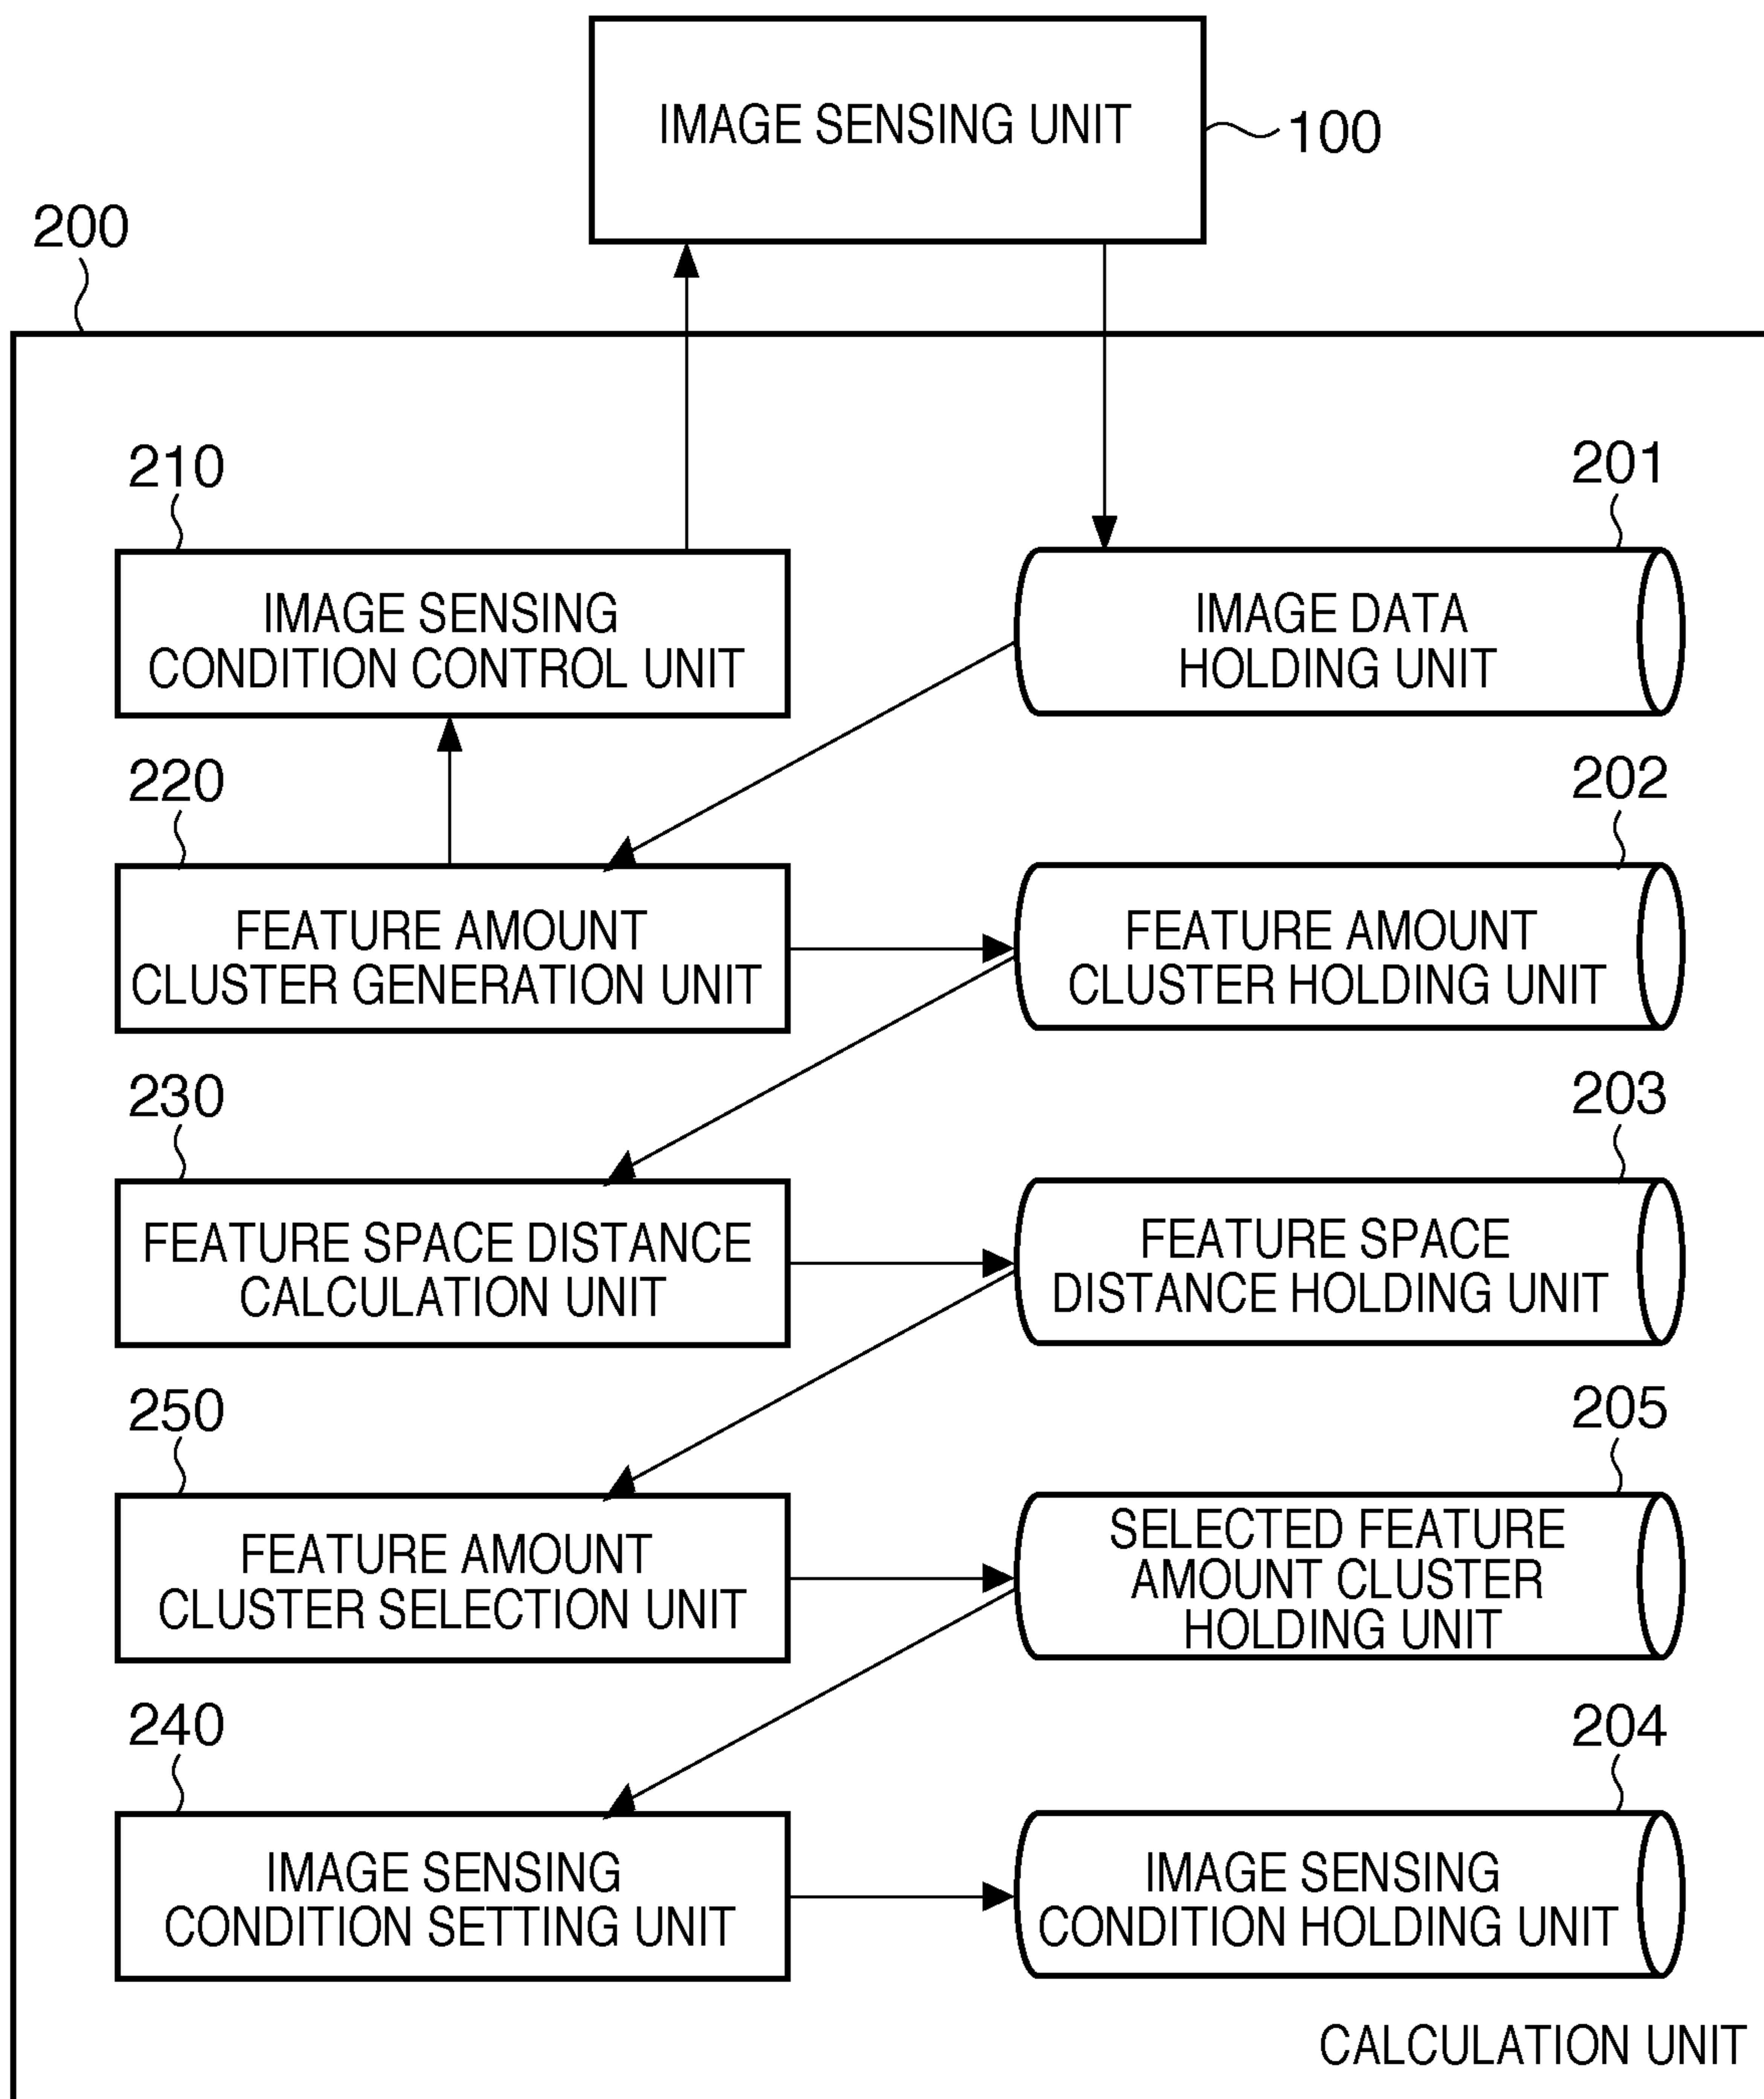 IMAGE SENSING UNIT
100
200
210
201
IMAGE SENSING
CONDITION CONTROL UNIT
IMAGE DATA
HOLDING UNIT
220
202
FEATURE AMOUNT
CLUSTER GENERATION UNIT
FEATURE AMOUNT
CLUSTER HOLDING UNIT
230
203
FEATURE SPACE DISTANCE
CALCULATION UNIT
FEATURE SPACE
DISTANCE HOLDING UNIT
250
205
FEATURE AMOUNT
CLUSTER SELECTION UNIT
SELECTED FEATURE
AMOUNT CLUSTER
HOLDING UNIT
240
204
IMAGE SENSING
CONDITION SETTING UNIT
IMAGE SENSING
CONDITION HOLDING UNIT
CALCULATION UNIT